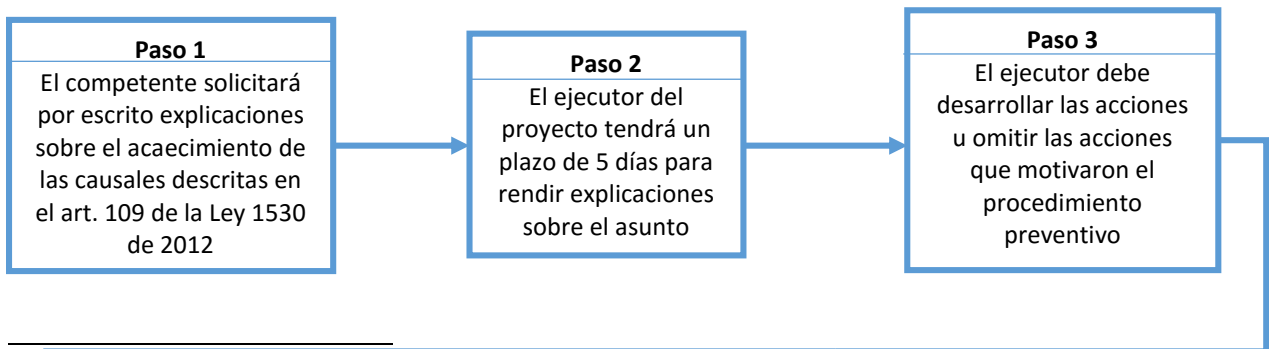 Paso 1
El competente solicitará
por escrito explicaciones
sobre el acaecimiento de
las causales descritas en
el art. 109 de la Ley 1530
de 2012
Paso 2
El ejecutor del
proyecto tendrá un
plazo de 5 días para
rendir explicaciones
sobre el asunto
Paso 3
El ejecutor debe
desarrollar las acciones
u omitir las acciones
que motivaron el
procedimiento
preventivo